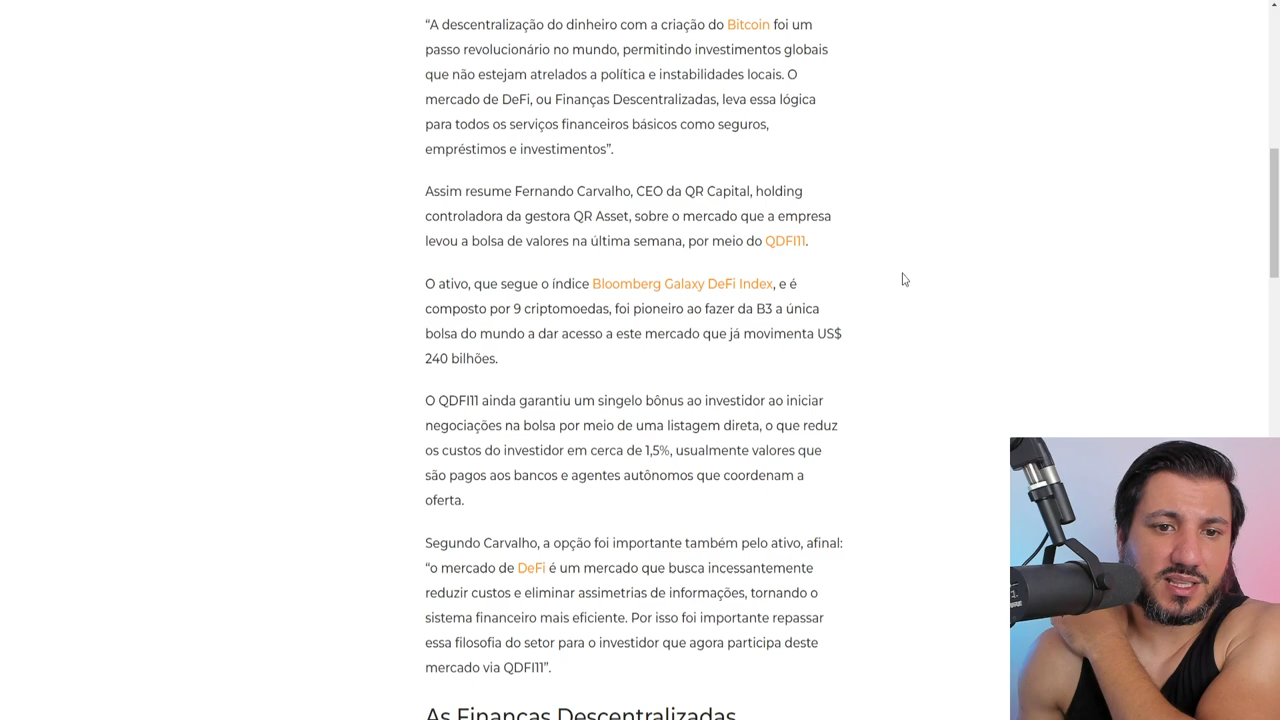 “A descentralização do dinheiro com a criação do Bitcoin foi um
passo revolucionário no mundo, permitindo investimentos globais
que não estejam atrelados a política e instabilidades locais. O
mercado de DeFi, ou Finanças Descentralizadas, leva essa lógica
para todos os serviços financeiros básicos como seguros,
empréstimos e investimentos”.
Assim resume Fernando Carvalho, CEO da QR Capital, holding
controladora da gestora QR Asset, sobre o mercado que a empresa
levou a bolsa de valores na última semana, por meio do QDFI11.
O ativo, que segue o índice Bloomberg Galaxy DeFi Index, e é
composto por 9 criptomoedas, foi pioneiro ao fazer da B3 a única
bolsa do mundo a dar acesso a este mercado que já movimenta US$
240 bilhões.
O QDFI11 ainda garantiu um singelo bônus ao investidor ao iniciar
negociações na bolsa por meio de uma listagem direta, o que reduz
os custos do investidor em cerca de 1,5%, usualmente valores que
são pagos aos bancos e agentes autônomos que coordenam a
oferta.
Segundo Carvalho, a opção foi importante também pelo ativo, afinal:
“o mercado de DeFi é um mercado que busca incessantemente
reduzir custos e eliminar assimetrias de informações, tornando o
sistema financeiro mais eficiente. Por isso foi importante repassar
essa filosofia do setor para o investidor que agora participa deste
mercado via QDFI11”.
As Finanças Descentralizadas